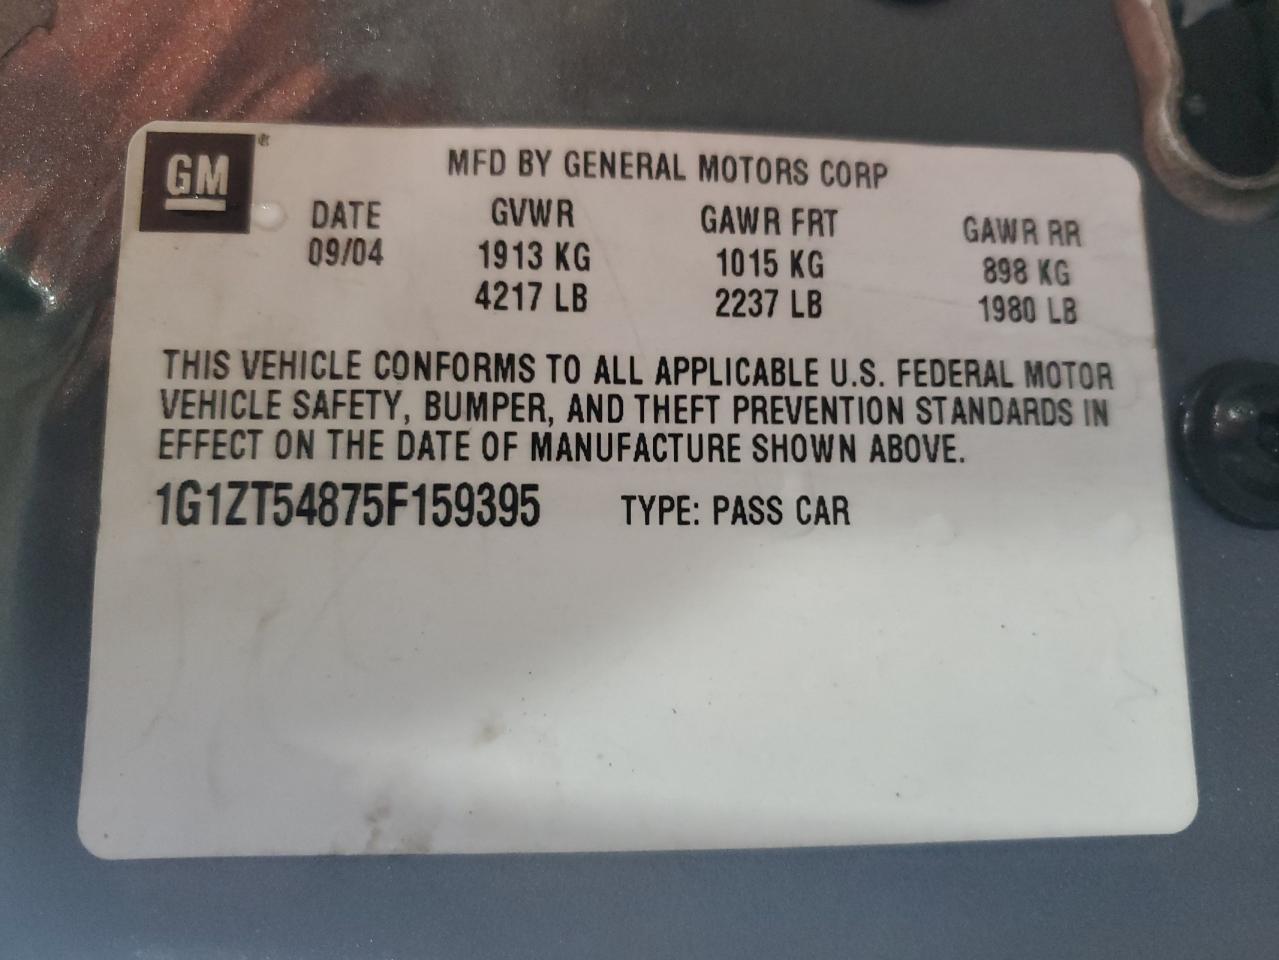 GM ®
MFD BY GENERAL MOTORS CORP
DATE GVWR GAWR FRT GAWR RR
09/04 1913 KG 1015 KG 898 KG
4217 LB 2237 LB 1980 LB
THIS VEHICLE CONFORMS TO ALL APPLICABLE U.S. FEDERAL MOTOR
VEHICLE SAFETY, BUMPER, AND THEFT PREVENTION STANDARDS IN
EFFECT ON THE DATE OF MANUFACTURE SHOWN ABOVE.
1G1ZT54875F159395 TYPE: PASS CAR